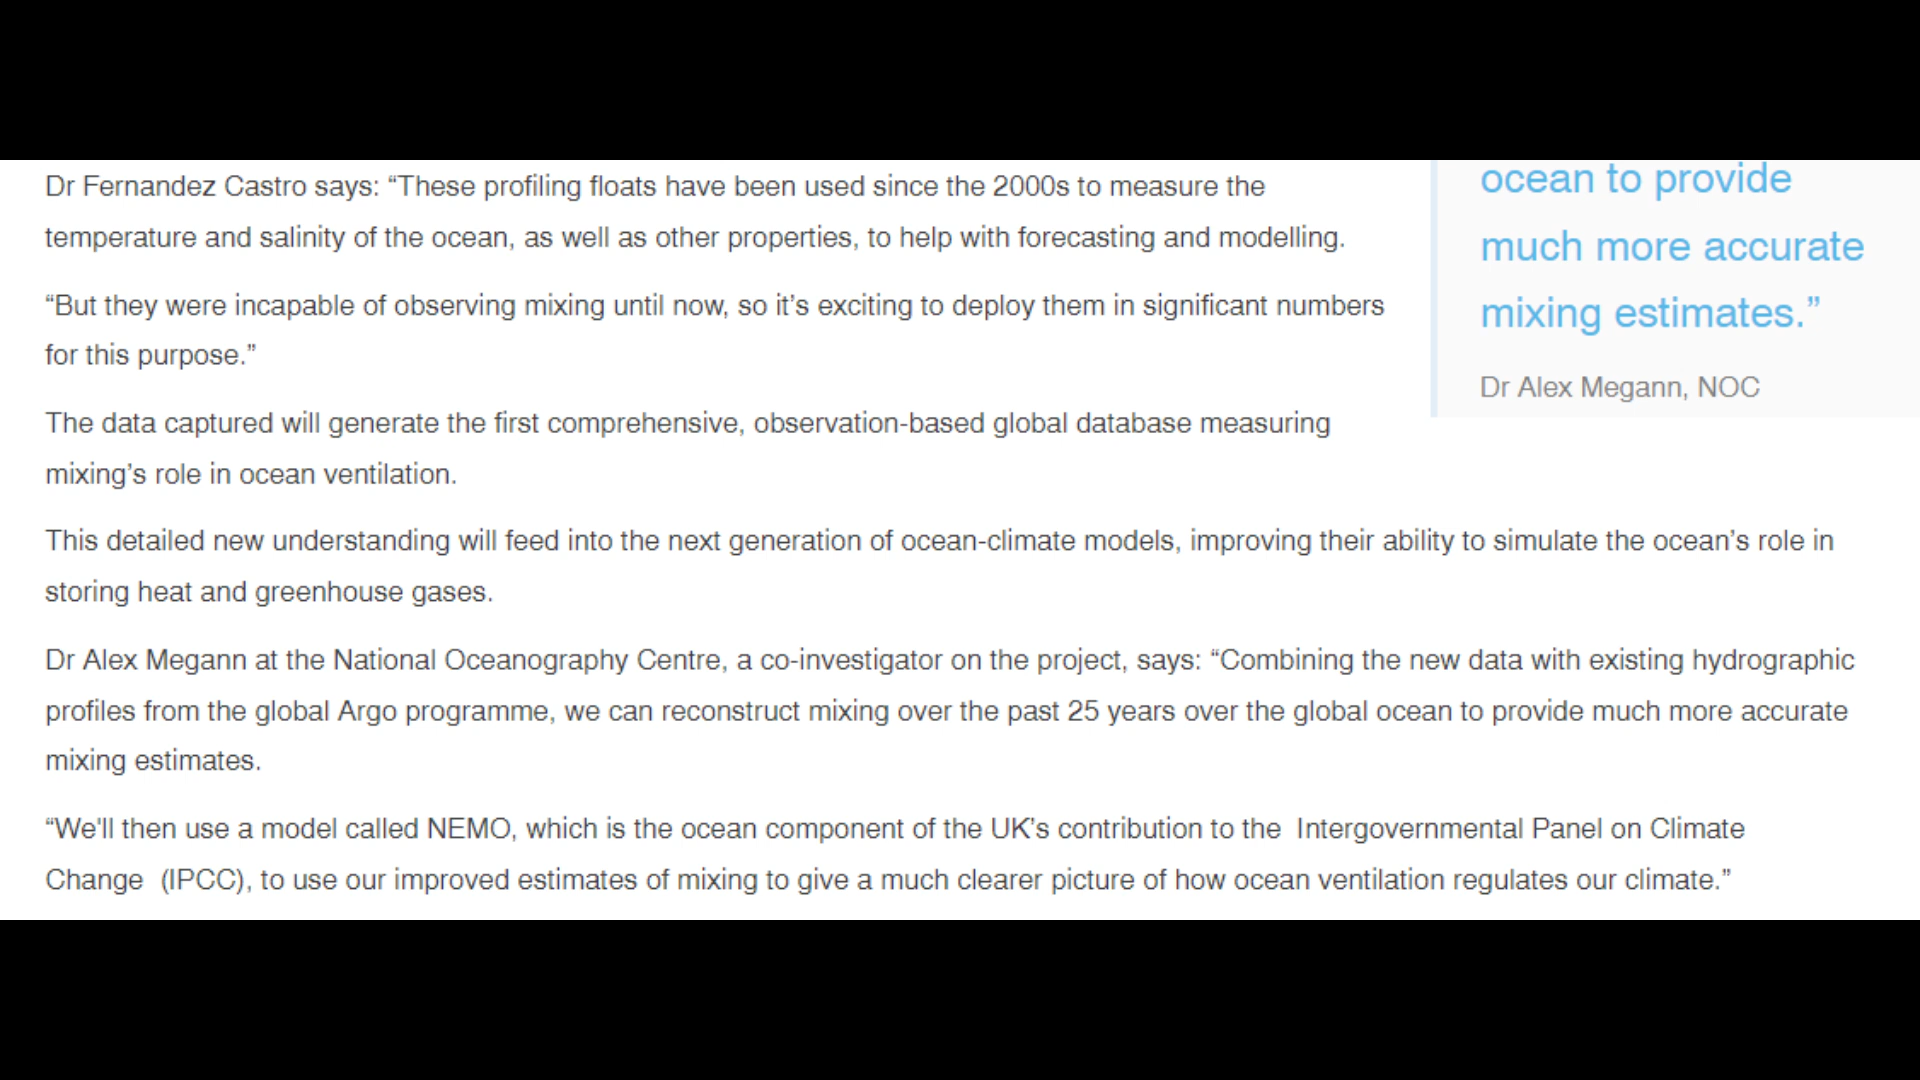 Dr Fernandez Castro says: “These profiling floats have been used since the 2000s to measure the
temperature and salinity of the ocean, as well as other properties, to help with forecasting and modelling.
“But they were incapable of observing mixing until now, so it’s exciting to deploy them in significant numbers
for this purpose.”
The data captured will generate the first comprehensive, observation-based global database measuring
mixing’s role in ocean ventilation.
This detailed new understanding will feed into the next generation of ocean-climate models, improving their ability to simulate the ocean’s role in
storing heat and greenhouse gases.
Dr Alex Megann at the National Oceanography Centre, a co-investigator on the project, says: “Combining the new data with existing hydrographic
profiles from the global Argo programme, we can reconstruct mixing over the past 25 years over the global ocean to provide much more accurate
mixing estimates.
“We'll then use a model called NEMO, which is the ocean component of the UK’s contribution to the  Intergovernmental Panel on Climate
Change  (IPCC), to use our improved estimates of mixing to give a much clearer picture of how ocean ventilation regulates our climate.”
ocean to provide
much more accurate
mixing estimates.”
Dr Alex Megann, NOC